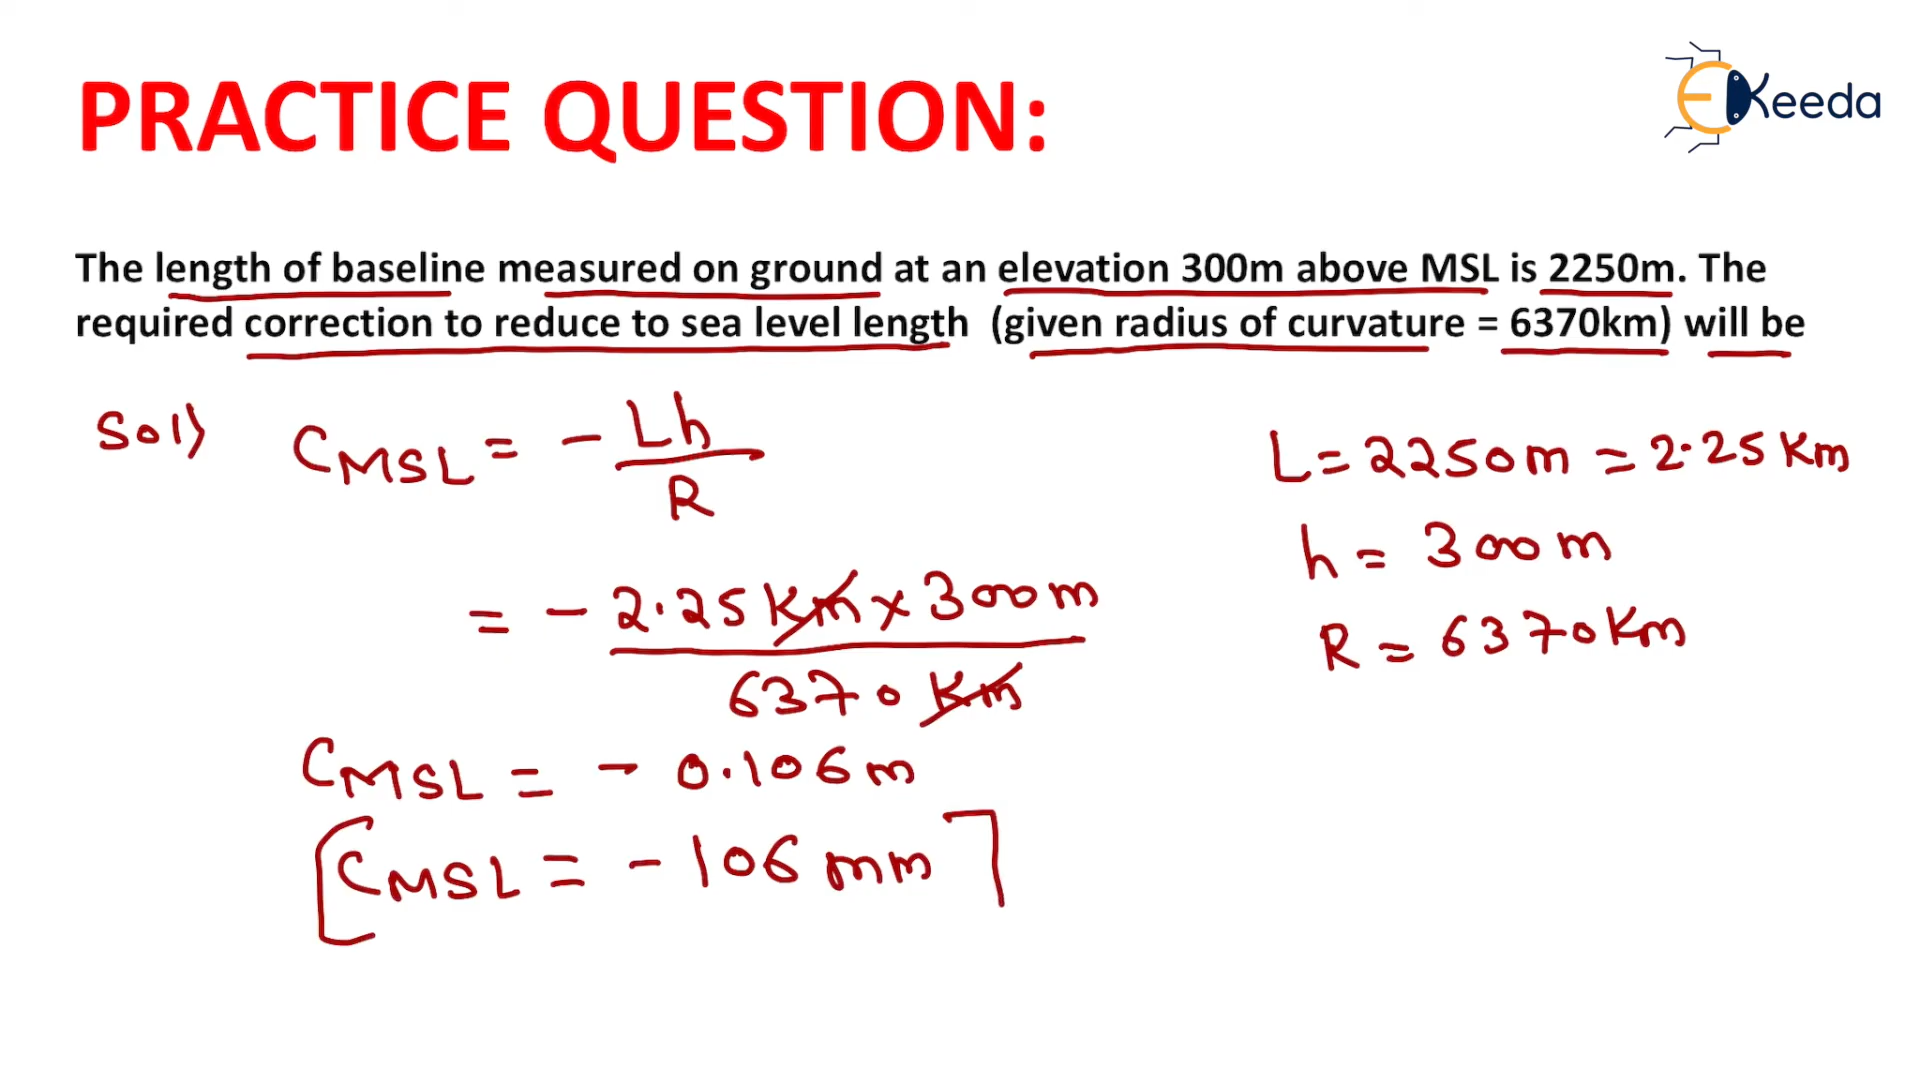 PRACTICE QUESTION:
EKeeda
The length of baseline measured on ground at an elevation 300m above MSL is 2250m. The
required correction to reduce to sea level length (given radius of curvature = 6370km) will be
Sol)
CMSL = - Lh / R
= - 2.25 Km x 300m / 6370 Km
CMSL = - 0.106m
[CMSL = - 106 mm]
L = 2250m = 2.25 Km
h = 300m
R = 6370Km